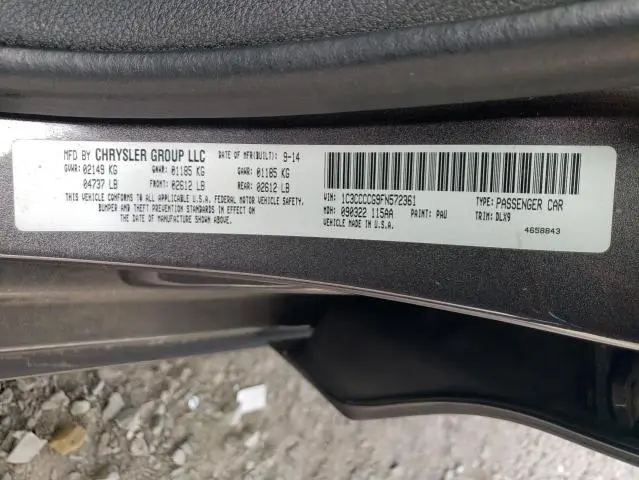 MFD BY CHRYSLER GROUP LLC DATE OF MFR(BUILT): 9-14
GVWR: 02149 KG GAWR: 01185 KG GAWR: 01185 KG
04737 LB FRONT: 02612 LB REAR: 02612 LB
THIS VEHICLE CONFORMS TO ALL APPLICABLE U.S.A. FEDERAL MOTOR VEHICLE SAFETY,
BUMPER AND THEFT PREVENTION STANDARDS IN EFFECT ON THE
DATE OF MANUFACTURE SHOWN ABOVE.
VIN: 1C3CCCCG9FN572361 TYPE: PASSENGER CAR
MDH: 090322 115AA PAINT: PAU TRIM: DLX9
VEHICLE MADE IN U.S.A.
4658843